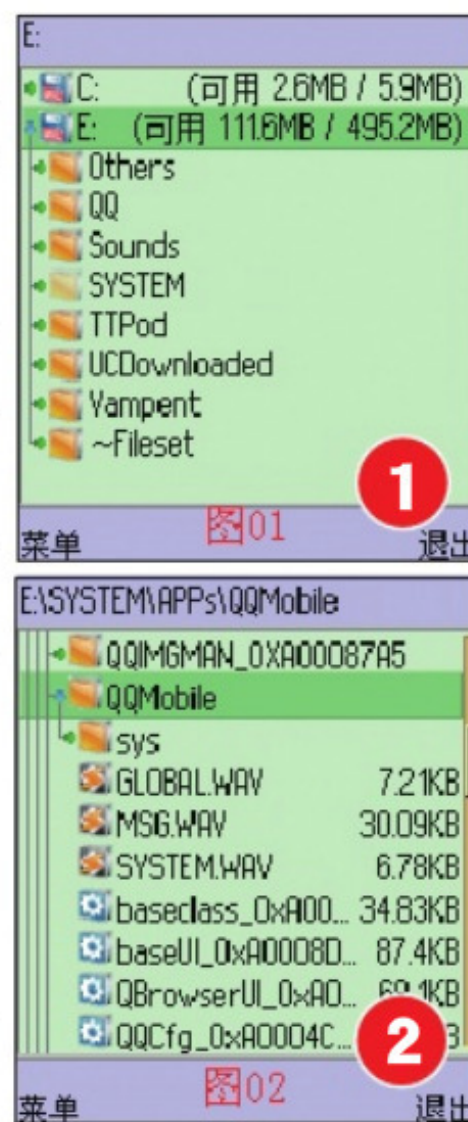 E:
C: (可用 2.6MB / 5.9MB)
E: (可用 111.6MB / 495.2MB)
Others
QQ
Sounds
SYSTEM
TTPod
UCDownloaded
Vampent
~Fileset
1
菜单 图01 退出
E:\SYSTEM\APPs\QQMobile
QQIMGMAN_0XA00087A5
QQMobile
sys
GLOBAL.WAV 7.21KB
MSG.WAV 30.09KB
SYSTEM.WAV 6.78KB
baseclass_0xA00... 34.83KB
baseUI_0xA0008D... 87.4KB
QBrowserUI_0xA0...
QQCfg_0xA0004C...
2
菜单 图02 退出